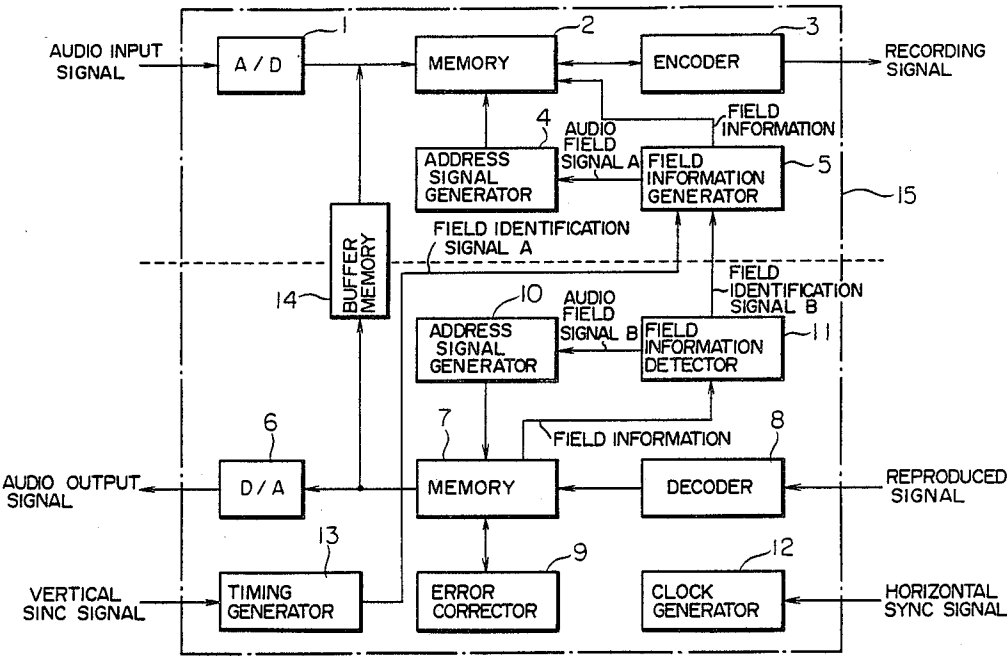 1
2
3
AUDIO INPUT
SIGNAL
A/D
MEMORY
ENCODER
RECORDING
SIGNAL
4
AUDIO
FIELD
SIGNAL A
FIELD
INFORMATION
ADDRESS
SIGNAL
GENERATOR
FIELD
INFORMATION
GENERATOR
5
15
FIELD IDENTIFICATION
SIGNAL A
BUFFER
MEMORY
14
10
AUDIO
FIELD
SIGNAL B
FIELD
IDENTIFICATION
SIGNAL B
ADDRESS
SIGNAL
GENERATOR
FIELD
INFORMATION
DETECTOR
11
7
FIELD INFORMATION
6
8
AUDIO OUTPUT
SIGNAL
D/A
MEMORY
DECODER
REPRODUCED
SIGNAL
13
9
12
VERTICAL
SINC SIGNAL
TIMING
GENERATOR
ERROR
CORRECTOR
CLOCK
GENERATOR
HORIZONTAL
SYNC SIGNAL